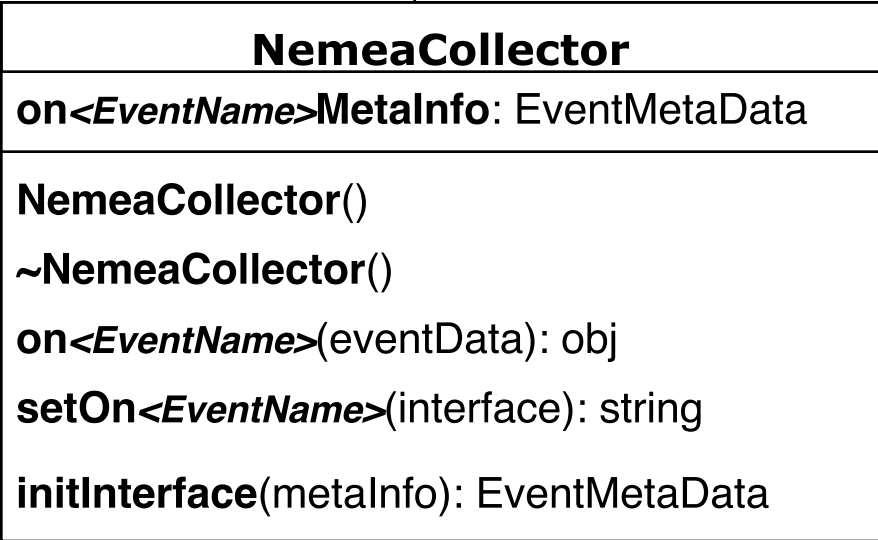 NemeaCollector
on<EventName>MetaInfo: EventMetaData
NemeaCollector()
~NemeaCollector()
on<EventName>(eventData): obj
setOn<EventName>(interface): string
initInterface(metaInfo): EventMetaData